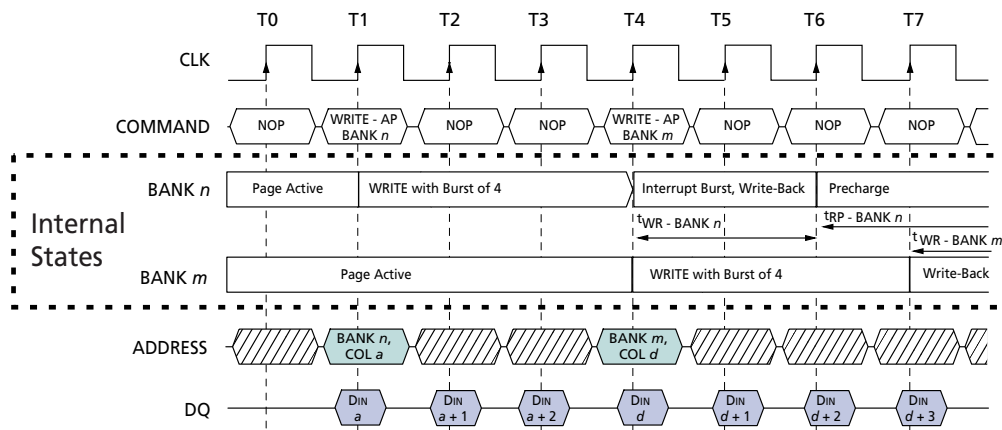 T0 T1 T2 T3 T4 T5 T6 T7
CLK
COMMAND NOP WRITE - AP BANK n NOP NOP WRITE - AP BANK m NOP NOP NOP
Internal States
BANK n Page Active WRITE with Burst of 4 Interrupt Burst, Write-Back Precharge
tWR - BANK n tRP - BANK n
tWR - BANK m
BANK m Page Active WRITE with Burst of 4 Write-Back
ADDRESS BANK n, COL a BANK m, COL d
DQ DIN a DIN a + 1 DIN a + 2 DIN d DIN d + 1 DIN d + 2 DIN d + 3